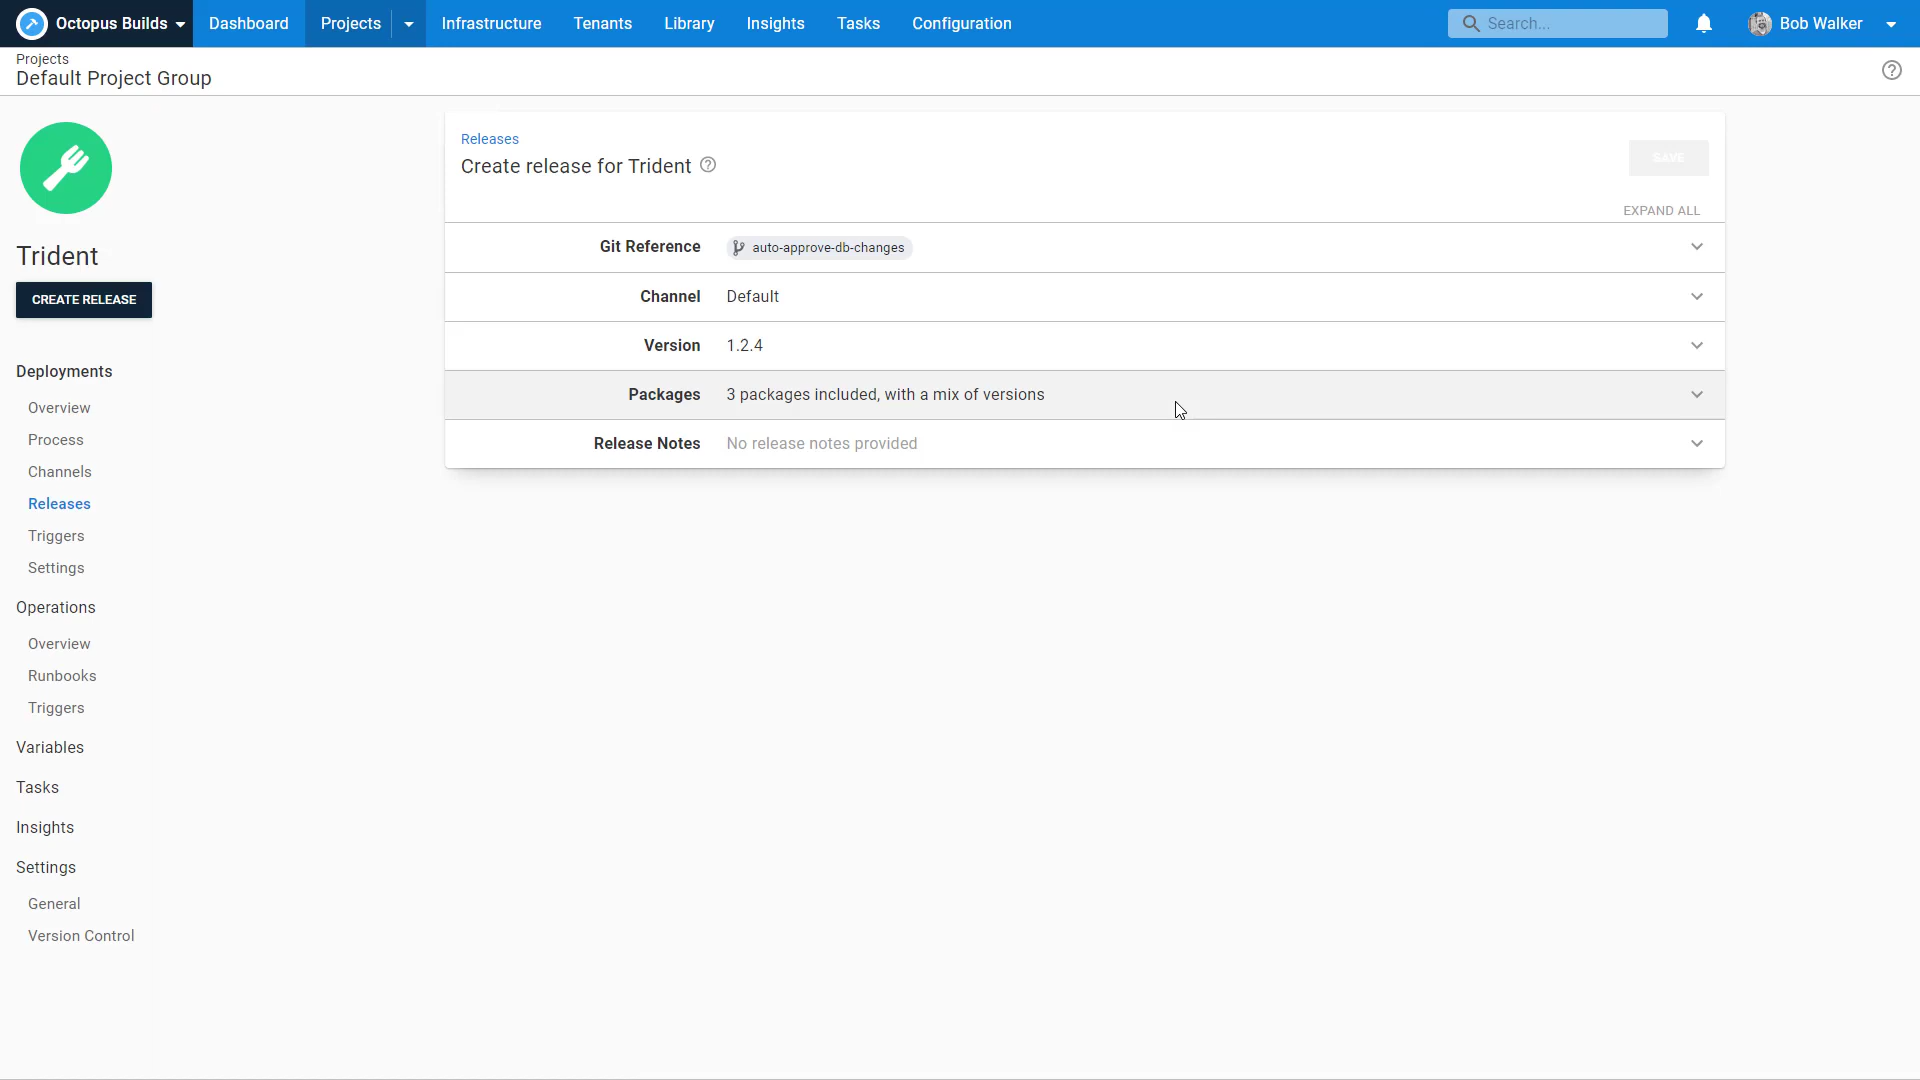 Octopus Builds
Dashboard
Projects
Infrastructure
Tenants
Library
Insights
Tasks
Configuration
Search...
Bob Walker
Projects
Default Project Group
Trident
CREATE RELEASE
Deployments
Overview
Process
Channels
Releases
Triggers
Settings
Operations
Overview
Runbooks
Triggers
Variables
Tasks
Insights
Settings
General
Version Control
Releases
Create release for Trident
SAVE
EXPAND ALL
Git Reference auto-approve-db-changes
Channel Default
Version 1.2.4
Packages 3 packages included, with a mix of versions
Release Notes No release notes provided